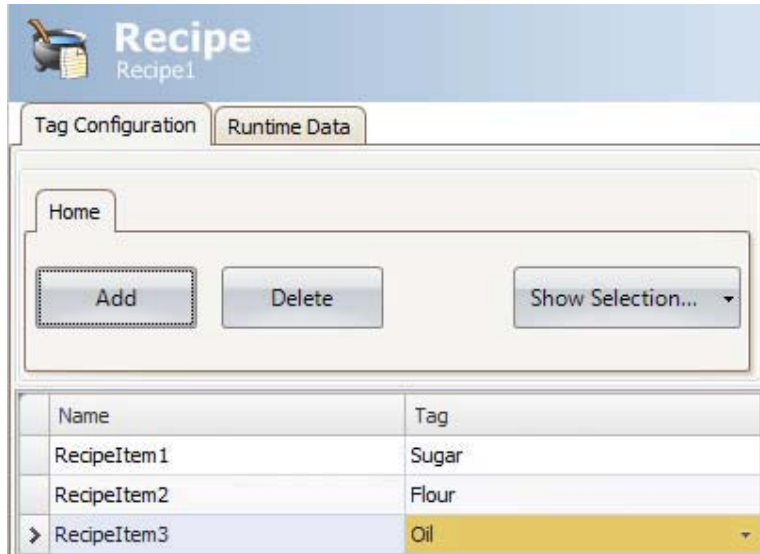 Recipe
Recipe1
Tag Configuration Runtime Data
Home
Add Delete Show Selection...
Name Tag
RecipeItem1 Sugar
RecipeItem2 Flour
RecipeItem3 Oil